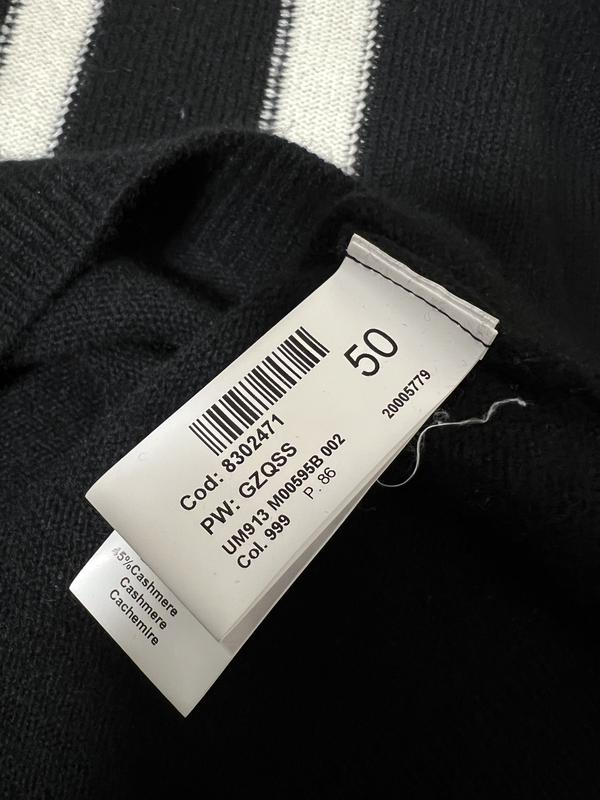 50
20005779
Cod: 8302471
PW: GZQSS
UM913 M00595B 002
Col. 999 P. 86
45%Cashmere
Cashmere
Cachemire